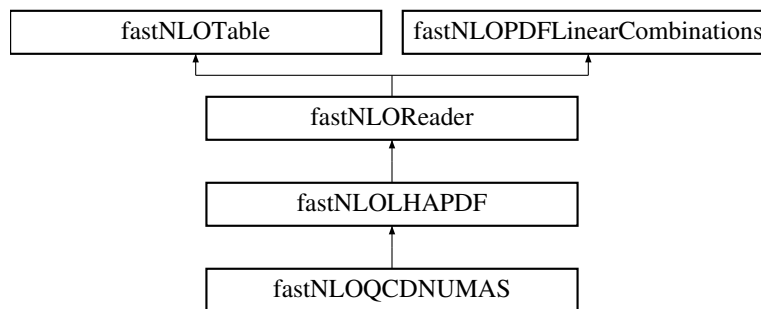 fastNLOTable
fastNLOPDFLinearCombinations
fastNLOReader
fastNLOLHAPDF
fastNLOQCDNUMAS